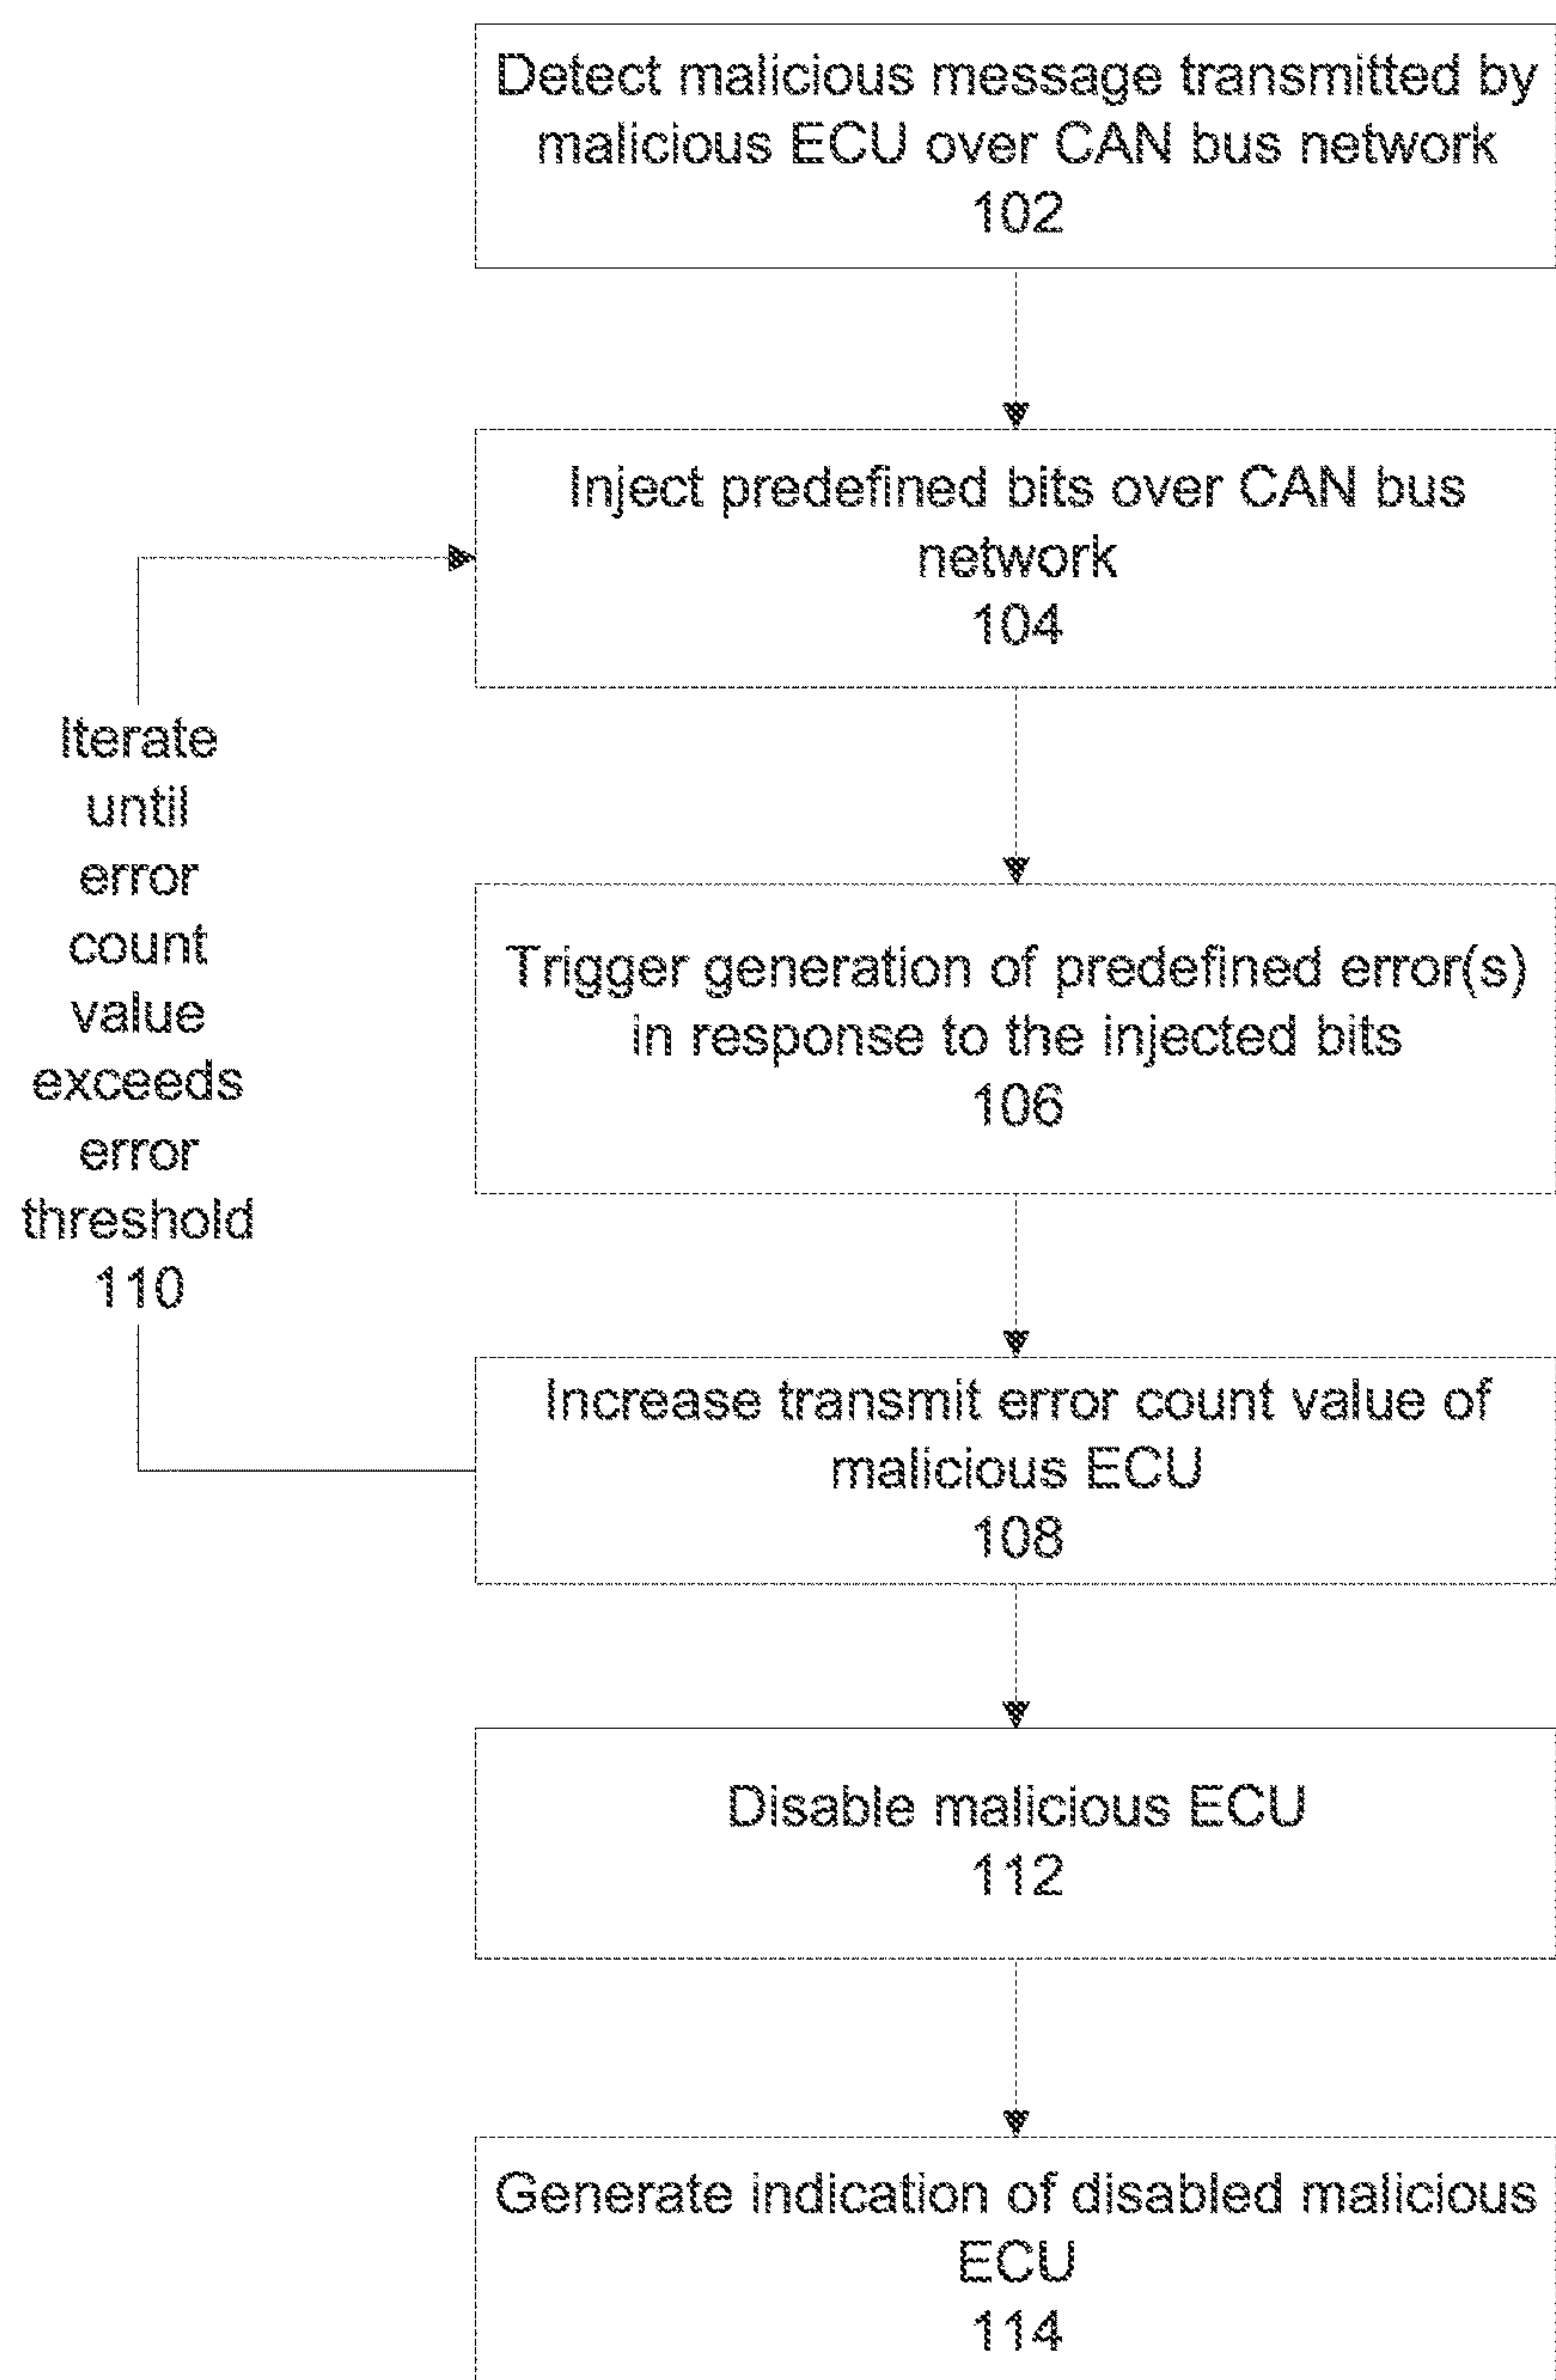 Detect malicious message transmitted by
malicious ECU over CAN bus network
102
Inject predefined bits over CAN bus
network
104
Iterate
until
error
count
value
exceeds
error
threshold
110
Trigger generation of predefined error(s)
in response to the injected bits
106
Increase transmit error count value of
malicious ECU
108
Disable malicious ECU
112
Generate indication of disabled malicious
ECU
114